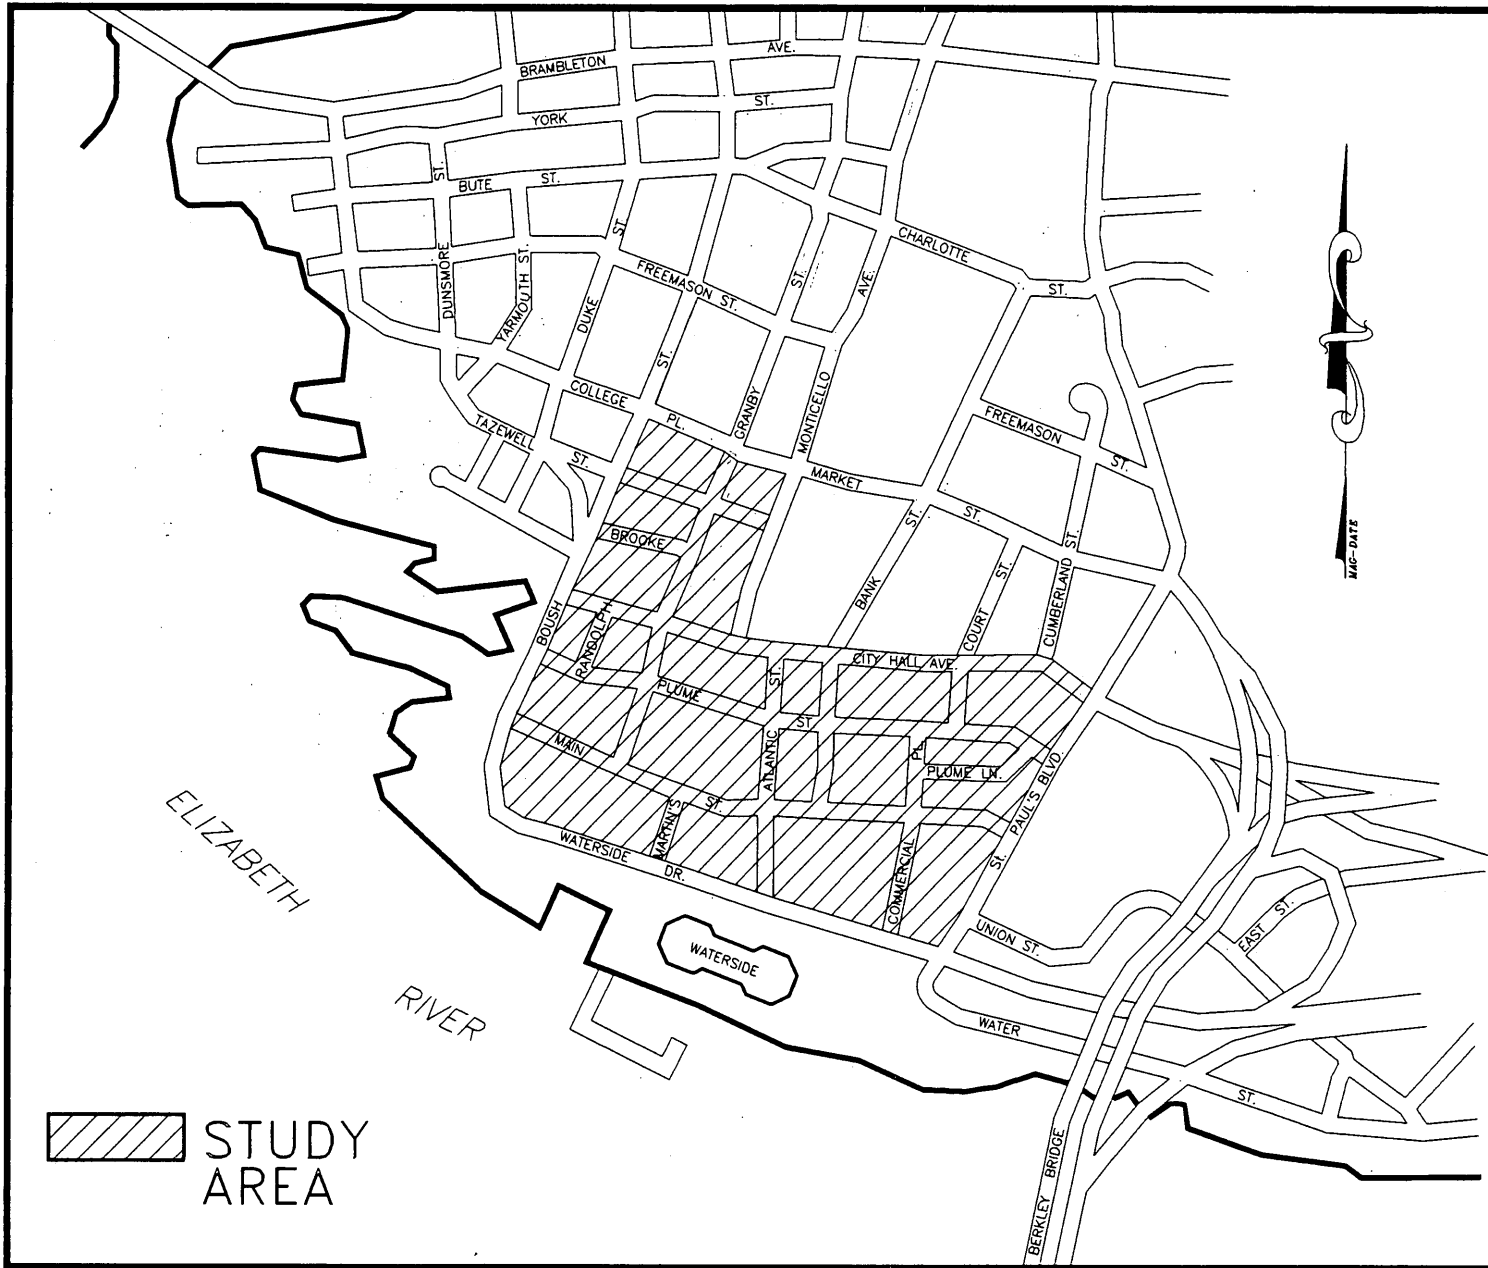 AVE.
BRAMBLETON
ST.
YORK
ST.
BUTE
ST.
ST.
CHARLOTTE
ST.
FREEMASON ST.
ST.
AVE.
DUNSMORE
YARMOUTH ST.
DUKE
ST.
COLLEGE
PL.
GRANBY
MONTICELLO
FREEMASON
ST.
TAZEWELL
ST.
MARKET
ST.
ST.
ST.
MAG-DATE
BROOKE
BANK
COURT
ST.
CUMBERLAND
BOUSH
RANDOLPH
CITY HALL AVE.
ST.
PLUME
ST.
MAIN
ATLANTIC
PL.
PLUME LN.
ST.
PAUL'S BLVD.
ST.
MARTIN'S
WATERSIDE
DR.
COMMERCIAL
UNION ST.
EAST ST.
WATERSIDE
ELIZABETH
RIVER
WATER
ST.
BERKLEY BRIDGE
STUDY
AREA